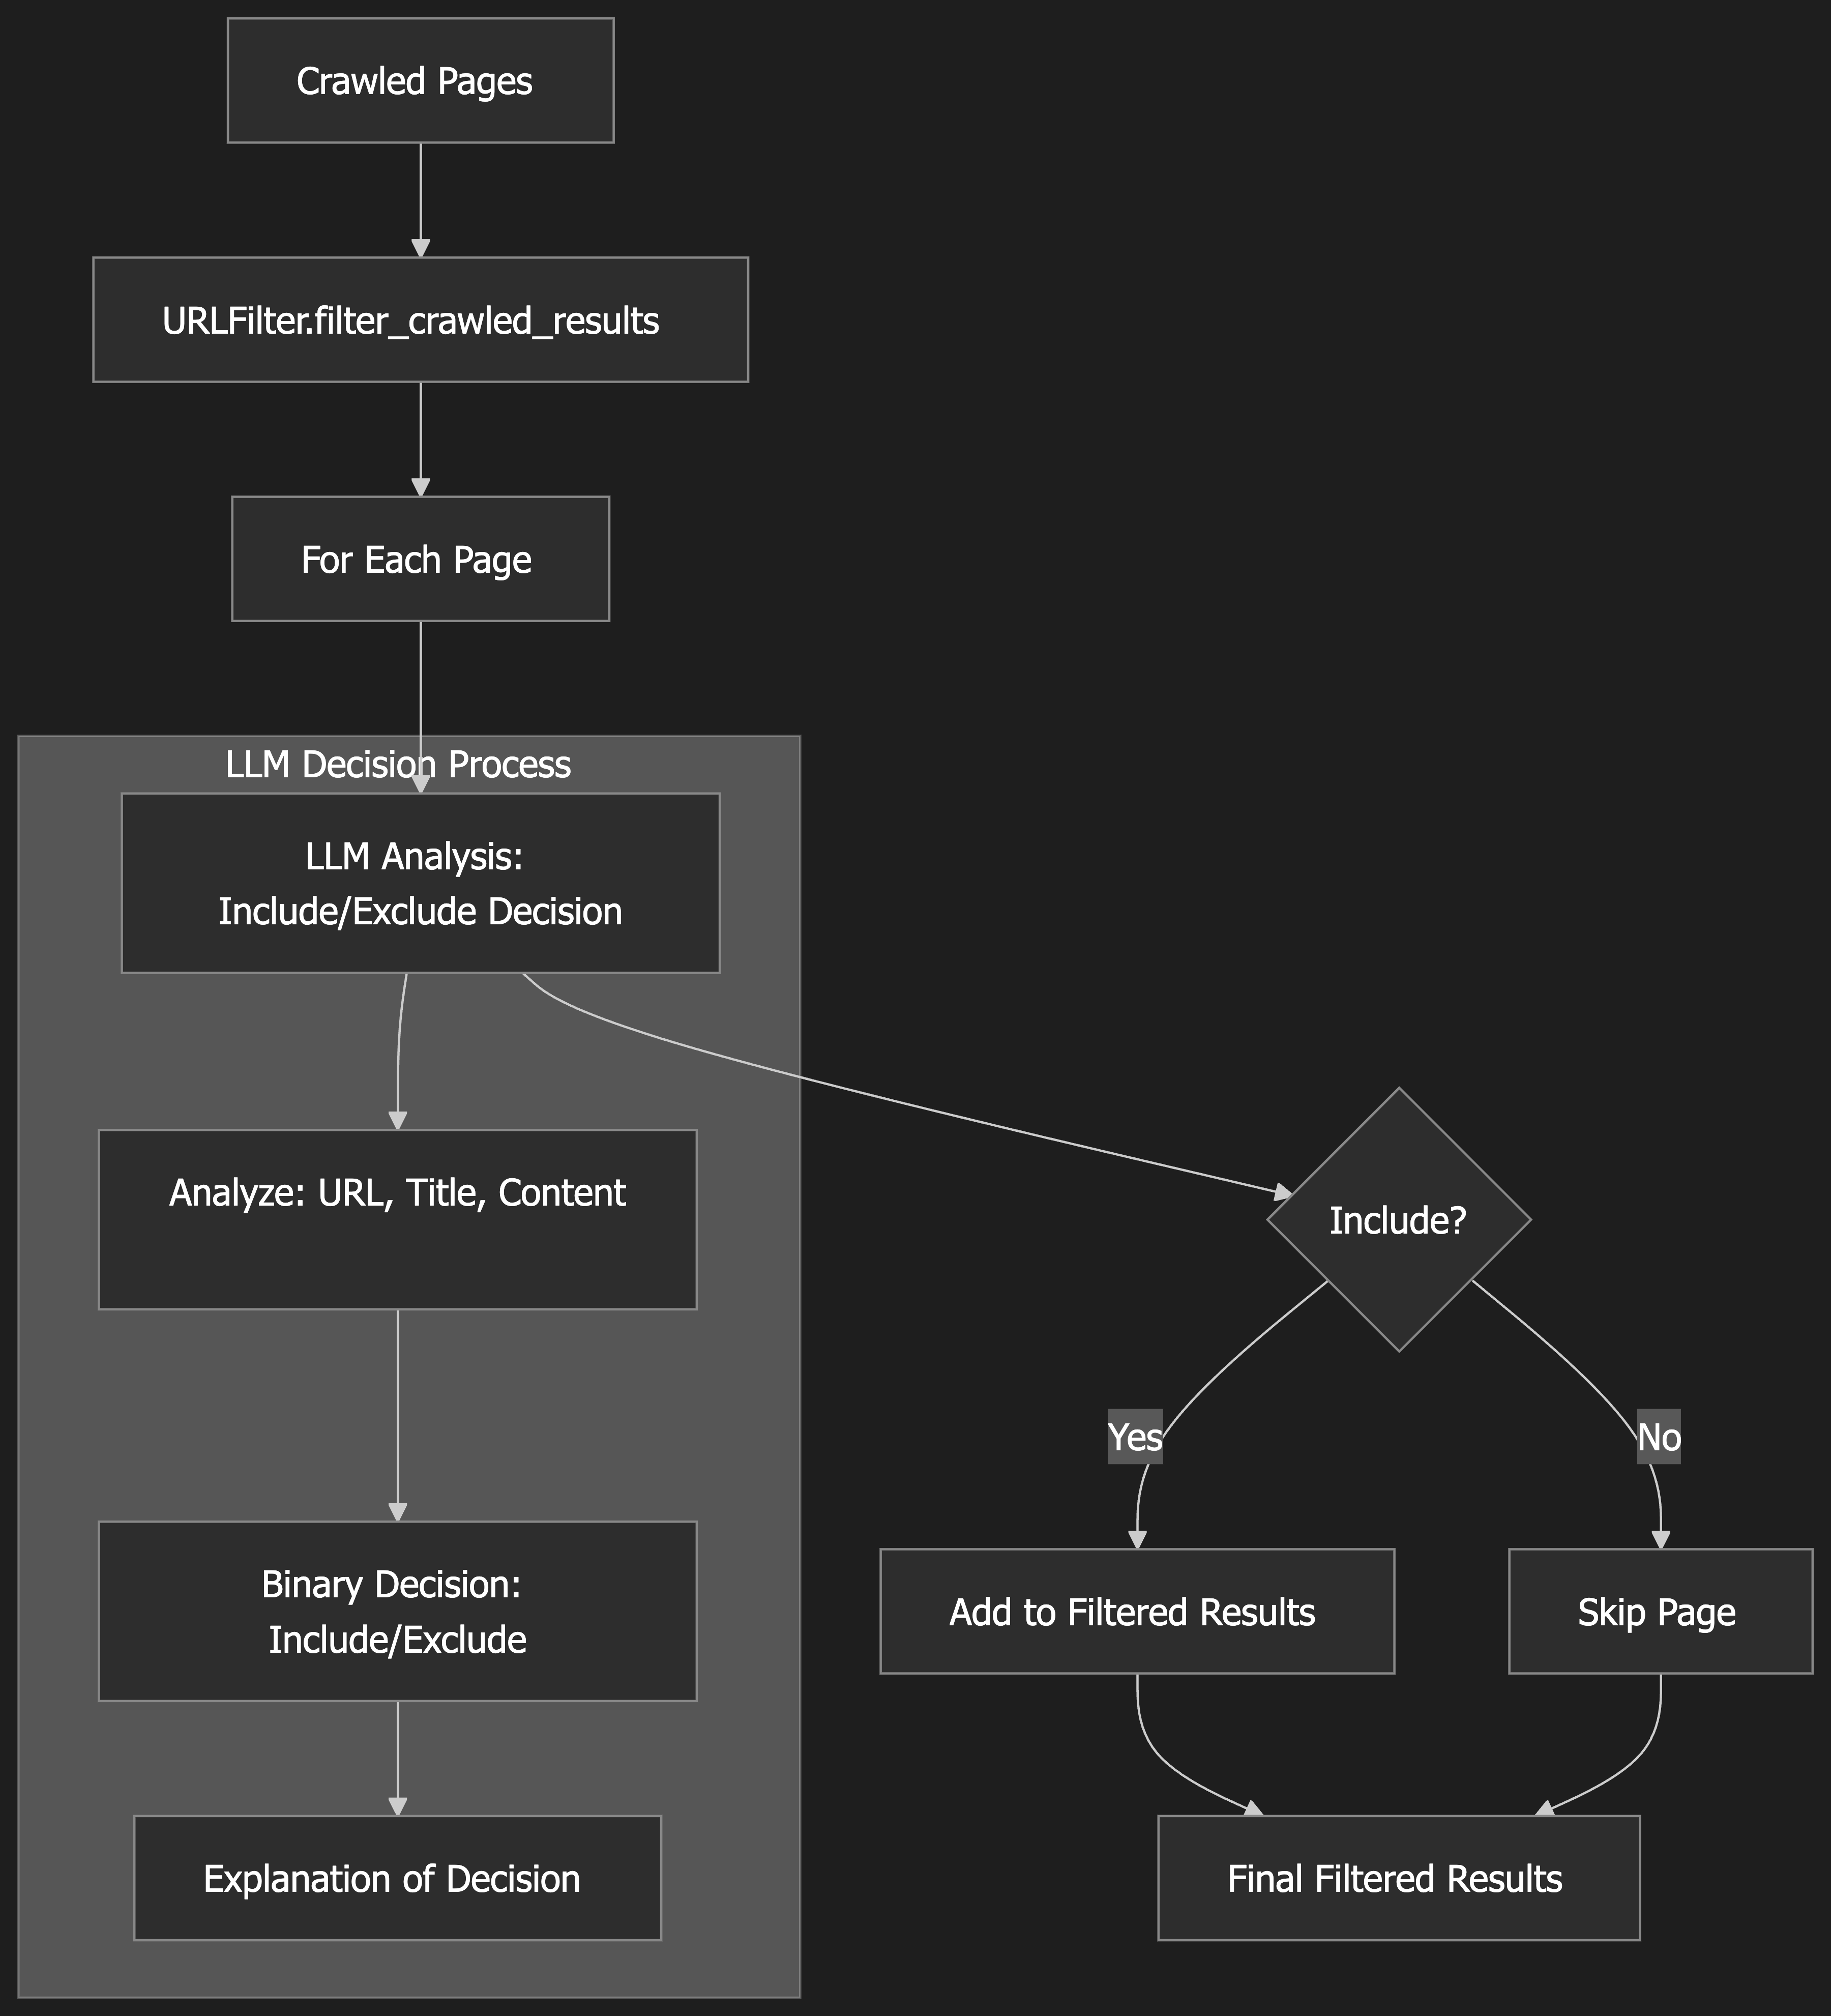 Crawled Pages
URLFilter.filter_crawled_results
For Each Page
LLM Decision Process
LLM Analysis:
Include/Exclude Decision
Analyze: URL, Title, Content
Include?
Yes
No
Binary Decision:
Include/Exclude
Add to Filtered Results
Skip Page
Explanation of Decision
Final Filtered Results